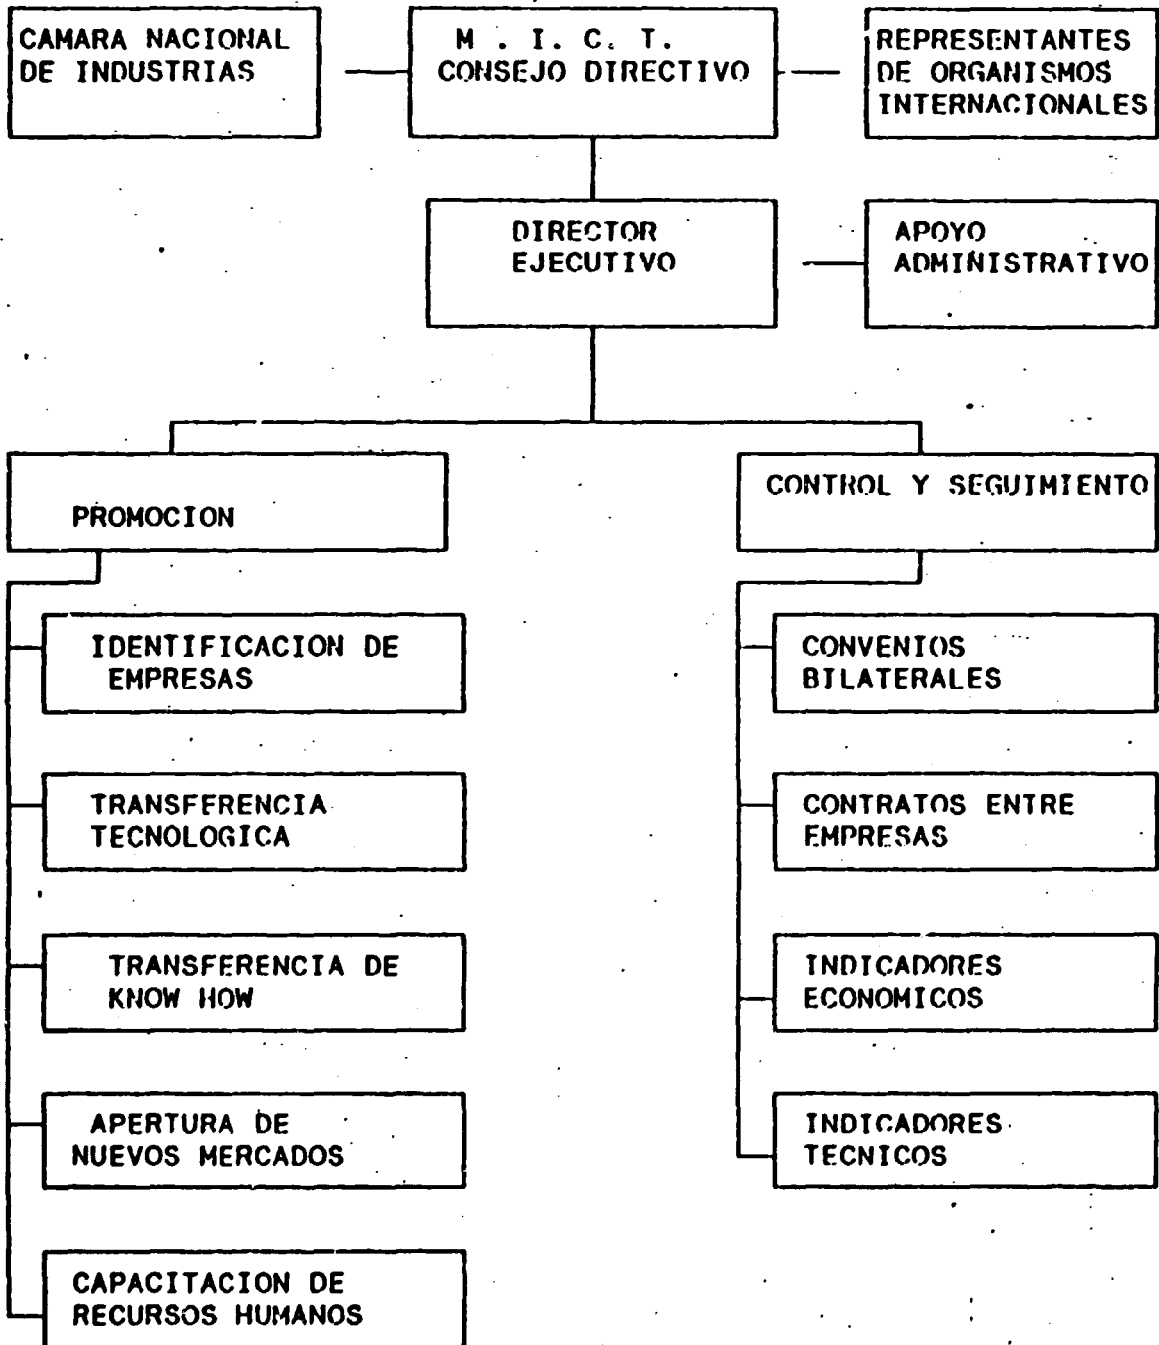 CAMARA NACIONAL
DE INDUSTRIAS
M . I. C. T.
CONSEJO DIRECTIVO
REPRESENTANTES
DE ORGANISMOS
INTERNACIONALES
DIRECTOR
EJECUTIVO
APOYO
ADMINISTRATIVO
PROMOCION
CONTROL Y SEGUIMIENTO
IDENTIFICACION DE
EMPRESAS
TRANSFERENCIA
TECNOLOGICA
TRANSFERENCIA DE
KNOW HOW
APERTURA DE
NUEVOS MERCADOS
CAPACITACION DE
RECURSOS HUMANOS
CONVENIOS
BILATERALES
CONTRATOS ENTRE
EMPRESAS
INDICADORES
ECONOMICOS
INDICADORES
TECNICOS